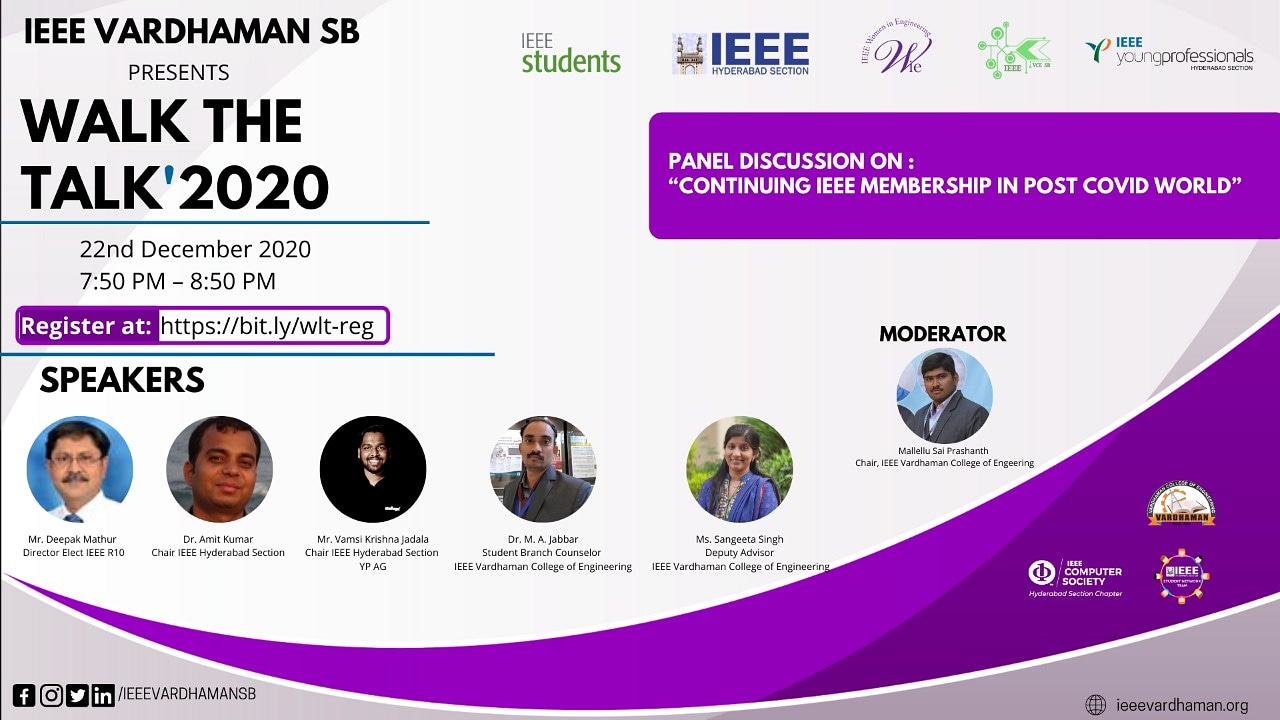 IEEE VARDHAMAN SB
PRESENTS
WALK THE
TALK'2020
22nd December 2020
7:50 PM – 8:50 PM
Register at: https://bit.ly/wlt-reg
IEEE
students
IEEE
HYDERABAD SECTION
IEEE Women in Engineering
Wie
IEEE VCE SB
IEEE
youngprofessionals
HYDERABAD SECTION
PANEL DISCUSSION ON :
“CONTINUING IEEE MEMBERSHIP IN POST COVID WORLD”
MODERATOR
Mallellu Sai Prashanth
Chair, IEEE Vardhaman College of Engineering
SPEAKERS
Mr. Deepak Mathur
Director Elect IEEE R10
Dr. Amit Kumar
Chair IEEE Hyderabad Section
Mr. Vamsi Krishna Jadala
Chair IEEE Hyderabad Section
YP AG
Dr. M. A. Jabbar
Student Branch Counselor
IEEE Vardhaman College of Engineering
Ms. Sangeeta Singh
Deputy Advisor
IEEE Vardhaman College of Engineering
VARDHAMAN COLLEGE OF ENGINEERING
VARDHAMAN
IEEE
COMPUTER
SOCIETY
Hyderabad Section Chapter
IEEE
STUDENT NETWORK
TEAM
/IEEEVARDHAMANSB
ieeevardhaman.org